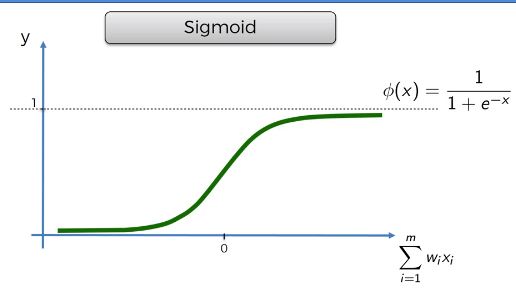 Sigmoid
y
ϕ(x) = 1 / (1 + e^{−x})
1
0
∑_{i=1}^{m} w_i x_i